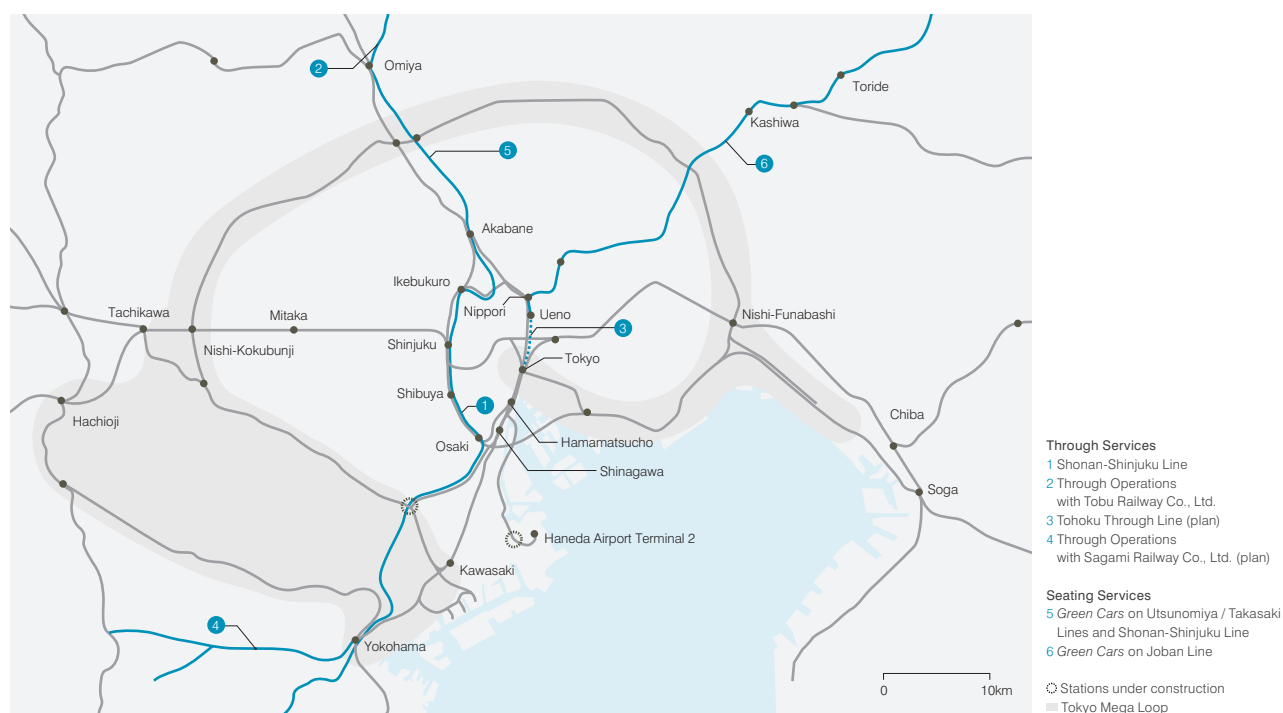 2
Omiya
Toride
Kashiwa
5
6
Akabane
Ikebukuro
Nippori
Ueno
Tachikawa
Mitaka
3
Nishi-Funabashi
Nishi-Kokubunji
Shinjuku
Tokyo
Shibuya
1
Chiba
Hachioji
Osaki
Hamamatsucho
Shinagawa
Soga
Haneda Airport Terminal 2
Kawasaki
4
Yokohama
0
10km
Through Services
1 Shonan-Shinjuku Line
2 Through Operations
with Tobu Railway Co., Ltd.
3 Tohoku Through Line (plan)
4 Through Operations
with Sagami Railway Co., Ltd. (plan)
Seating Services
5 Green Cars on Utsunomiya / Takasaki
Lines and Shonan-Shinjuku Line
6 Green Cars on Joban Line
Stations under construction
Tokyo Mega Loop